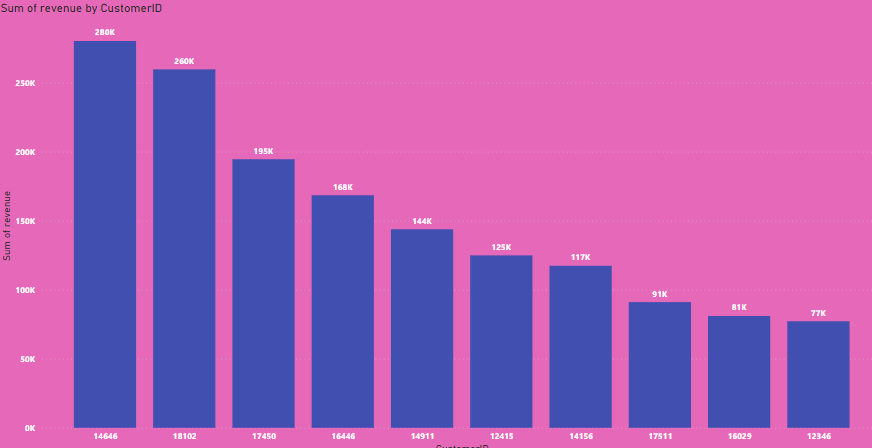 Sum of revenue by CustomerID
280K
260K
250K
195K
200K
168K
150K
144K
125K
117K
100K
91K
81K
77K
50K
0K
Sum of revenue
14646 18102 17450 16446 14911 12415 14156 17511 16029 12346
CustomerID